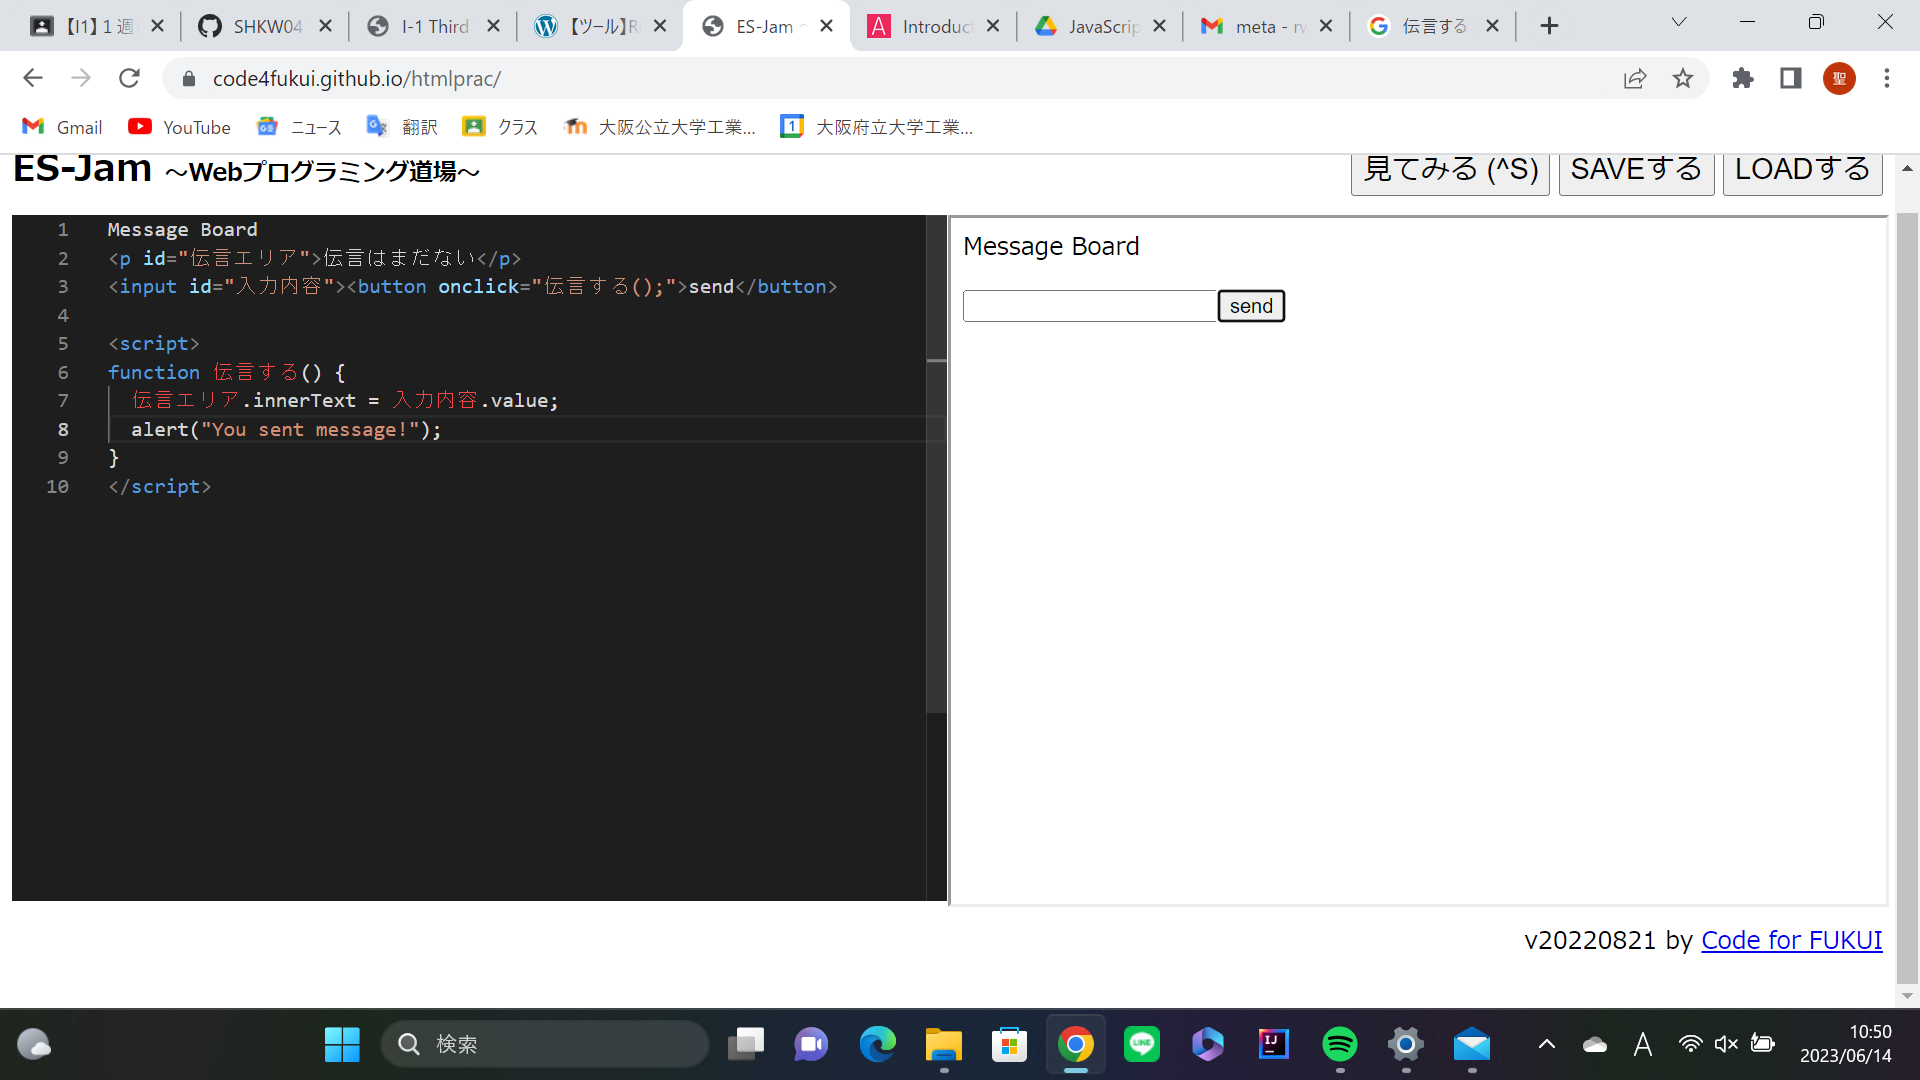 【I1】1 週
SHKW04
I-1 Third
【ツール】R
ES-Jam ～
Introduc
JavaScrip
meta - rw
伝言する
code4fukui.github.io/htmlprac/
聖
Gmail
YouTube
ニュース
翻訳
クラス
大阪公立大学工業...
1
大阪府立大学工業...
ES-Jam ～Webプログラミング道場～
見てみる (^S)
SAVEする
LOADする
1 Message Board
2 <p id="伝言エリア">伝言はまだない</p>
3 <input id="入力内容"><button onclick="伝言する();">send</button>
4
5 <script>
6 function 伝言する() {
7 伝言エリア.innerText = 入力内容.value;
8 alert("You sent message!");
9 }
10 </script>
Message Board
send
v20220821 by Code for FUKUI
検索
LINE
IJ
A
10:50
2023/06/14